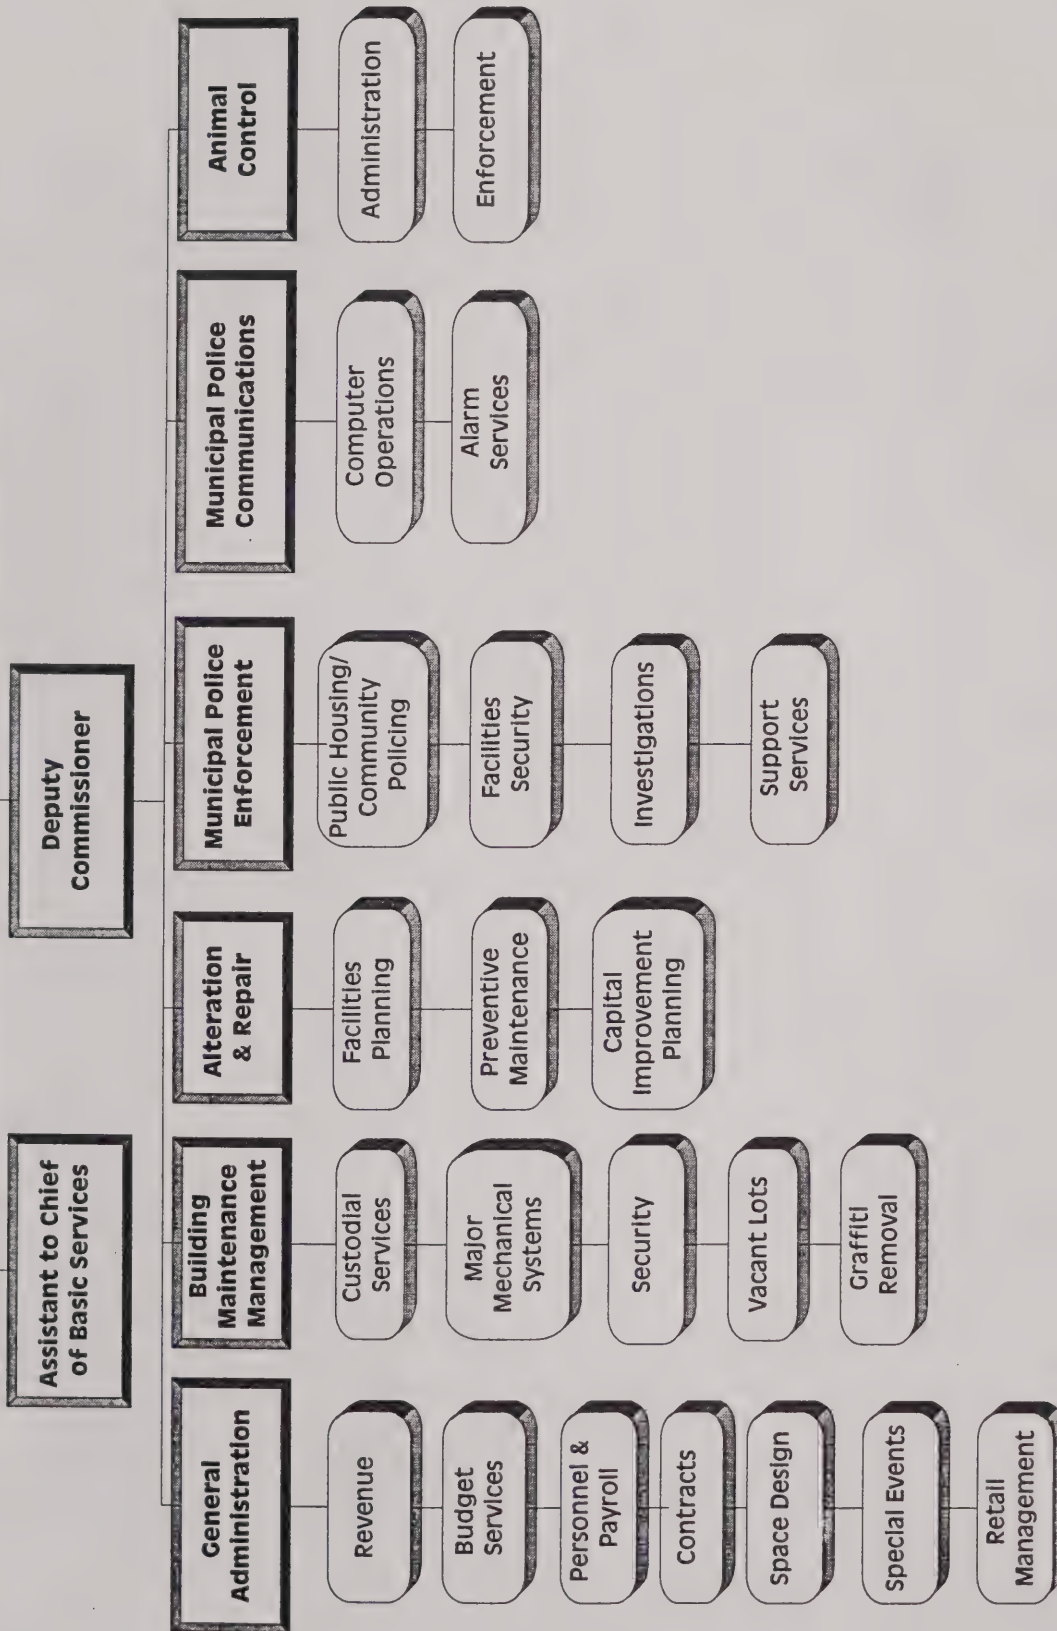 Assistant to Chief
of Basic Services
Deputy
Commissioner
General
Administration
Revenue
Budget
Services
Personnel &
Payroll
Contracts
Space Design
Special Events
Retail
Management
Building
Maintenance
Management
Custodial
Services
Major
Mechanical
Systems
Security
Vacant Lots
Graffiti
Removal
Alteration
& Repair
Facilities
Planning
Preventive
Maintenance
Capital
Improvement
Planning
Municipal Police
Enforcement
Public Housing/
Community
Policing
Facilities
Security
Investigations
Support
Services
Municipal Police
Communications
Computer
Operations
Alarm
Services
Animal
Control
Administration
Enforcement